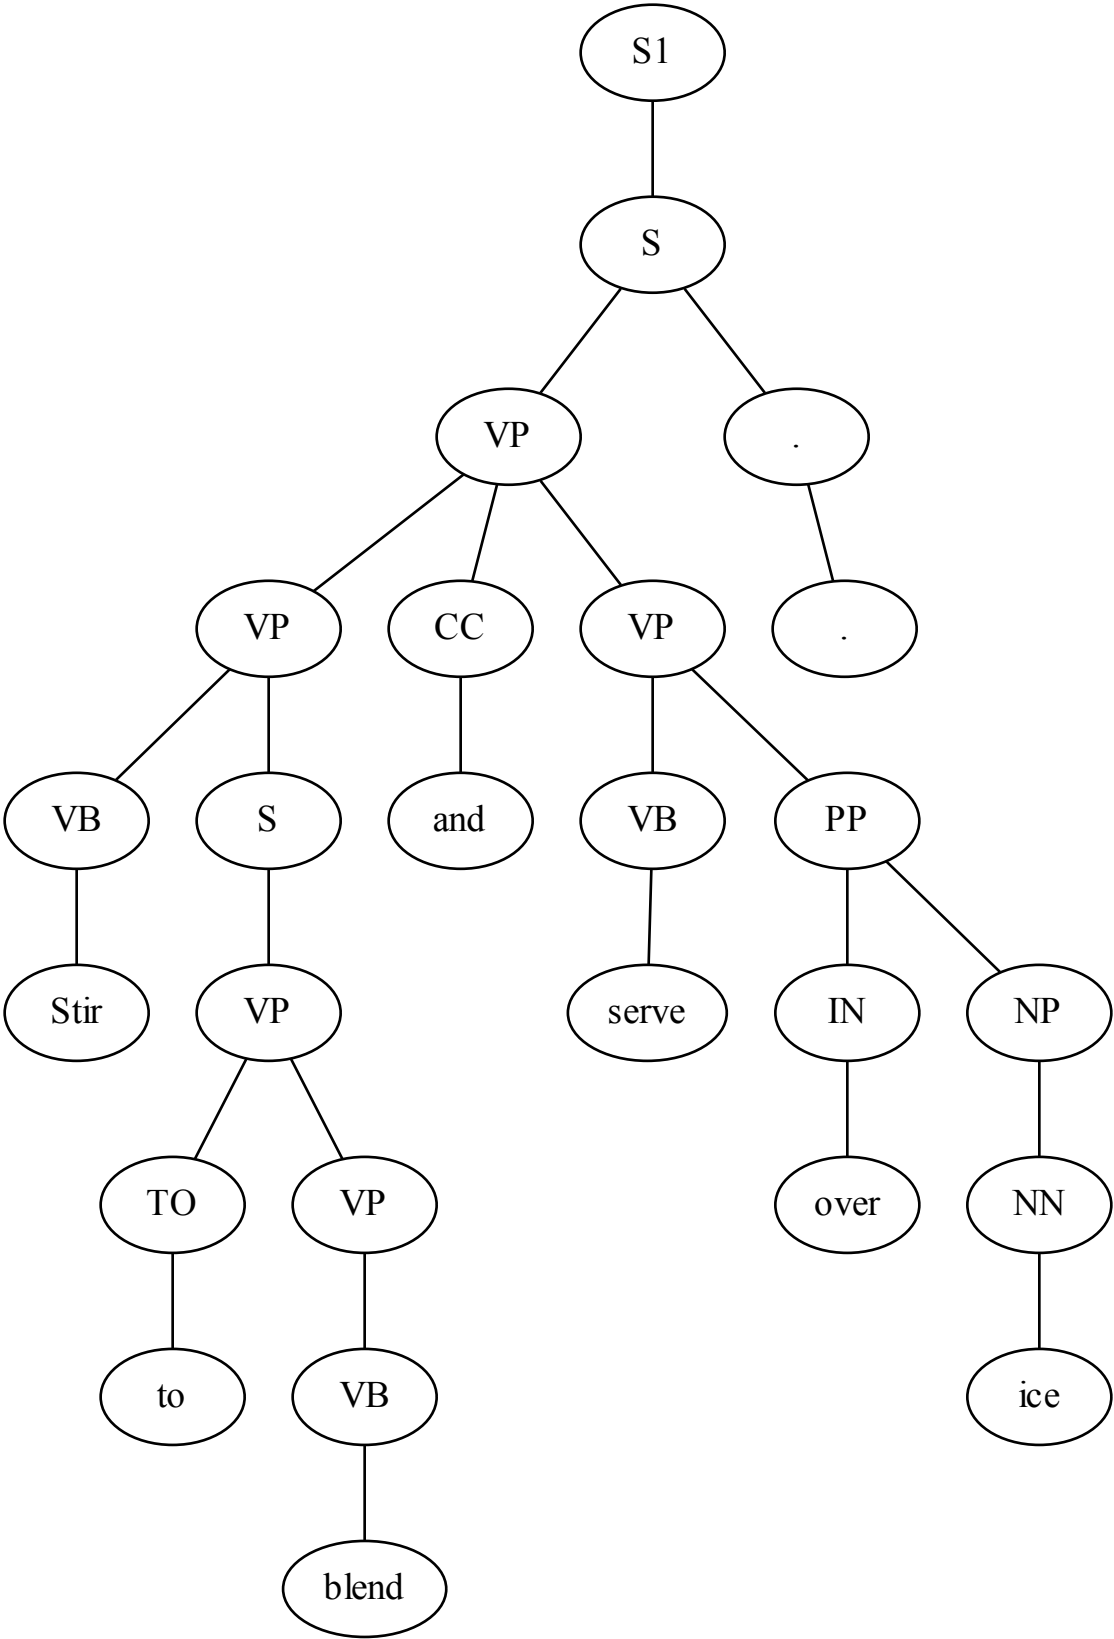 S1
S
VP .
VP CC VP .
VB S and VB PP
Stir VP serve IN NP
TO VP over NN
to VB ice
blend